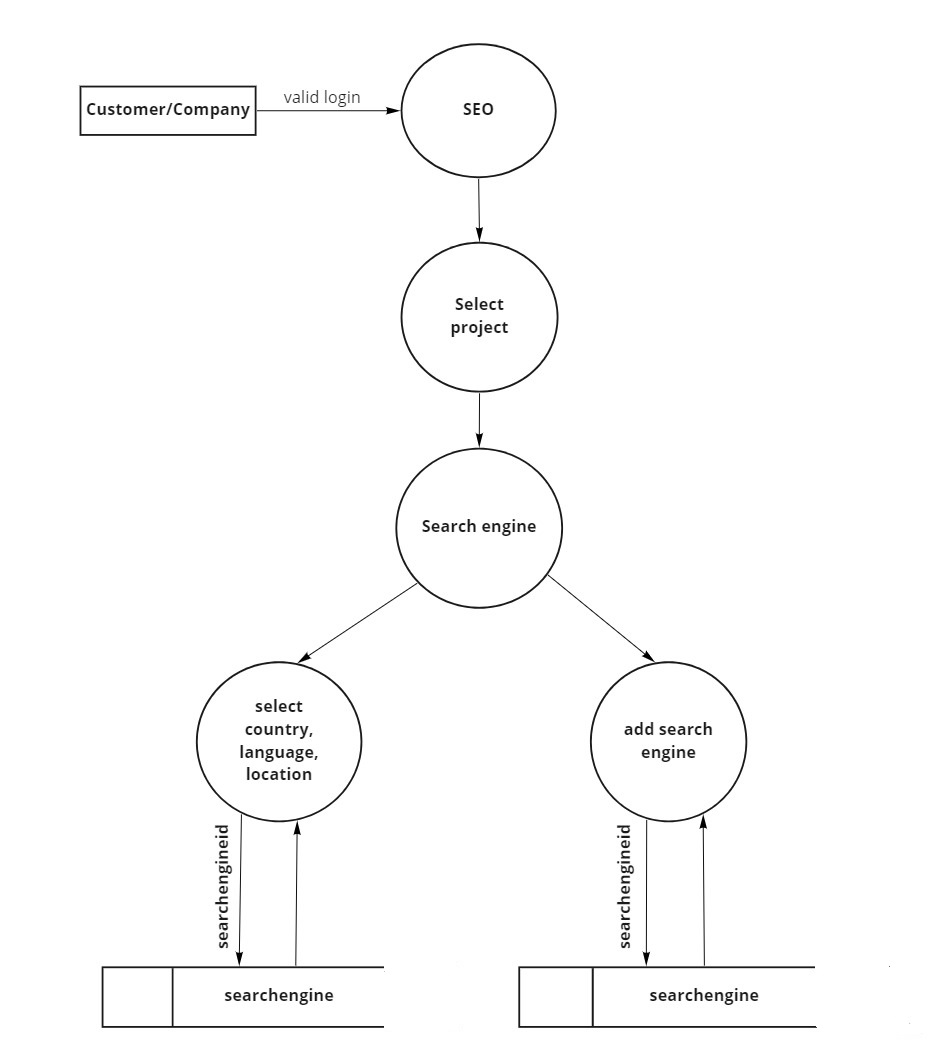 Customer/Company
valid login
SEO
Select
project
Search engine
select
country,
language,
location
add search
engine
searchengineid
searchengineid
searchengine
searchengine